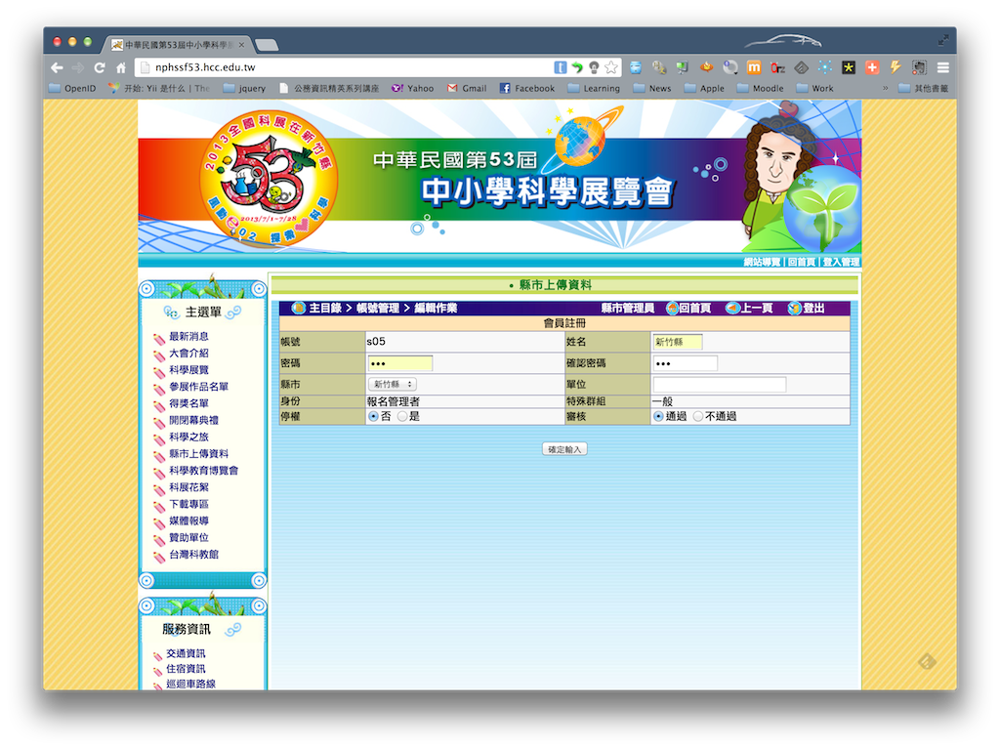 中華民國第53屆中小學科學
nphssf53.hcc.edu.tw
OpenID 开始: Yii 是什么 | The jquery 公務資訊精英系列講座 Yahoo Gmail Facebook Learning News Apple Moodle Work » 其他書籤
2013全國科展在新竹縣
53
2013/7/1~7/28
風動e02 探索 科學
中華民國第53屆
中小學科學展覽會
網站導覽 | 回首頁 | 登入管理
主選單
最新消息
大會介紹
科學展覽
參展作品名單
得獎名單
開閉幕典禮
科學之旅
縣市上傳資料
科學教育博覽會
科展花絮
下載專區
媒體報導
贊助單位
台灣科教館
服務資訊
交通資訊
住宿資訊
巡迴車路線
• 縣市上傳資料
主目錄 > 帳號管理 > 編輯作業 縣市管理員 回首頁 上一頁 登出
會員註冊
帳號 s05 姓名 新竹縣
密碼 ••• 確認密碼 •••
縣市 新竹縣 單位
身份 報名管理者 特殊群組 一般
停權 否 是 審核 通過 不通過
確定輸入